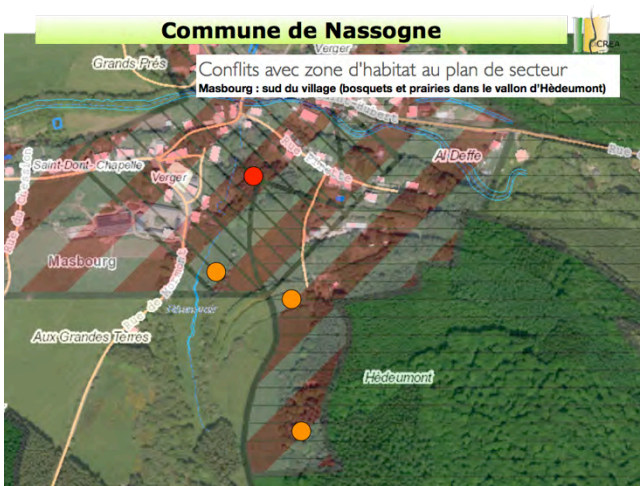 Commune de Nassogne
CREA
Verger
Grands Prés
Conflits avec zone d'habitat au plan de secteur
Masbourg : sud du village (bosquets et prairies dans le vallon d'Hèdeumont)
Al Deffe
Saint-Dont- Chapelle
Verger
Masbourg
Aux Grandes Terres
Hèdeumont